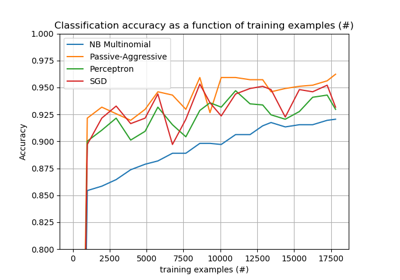 Classification accuracy as a function of training examples (#)
1.000
0.975
0.950
0.925
0.900
0.875
0.850
0.825
0.800
Accuracy
NB Multinomial
Passive-Aggressive
Perceptron
SGD
0 2500 5000 7500 10000 12500 15000 17500
training examples (#)